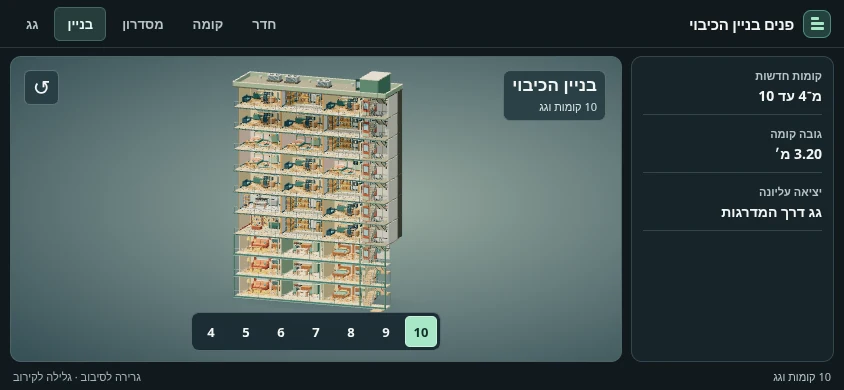 פנים בניין הכיבוי
חדר
קומה
מסדרון
בניין
גג
קומות חדשות
מ־4 עד 10
גובה קומה
3.20 מ׳
יציאה עליונה
גג דרך המדרגות
בניין הכיבוי
10 קומות וגג
↺
4 5 6 7 8 9 10
10 קומות וגג
גרירה לסיבוב · גלילה לקירוב